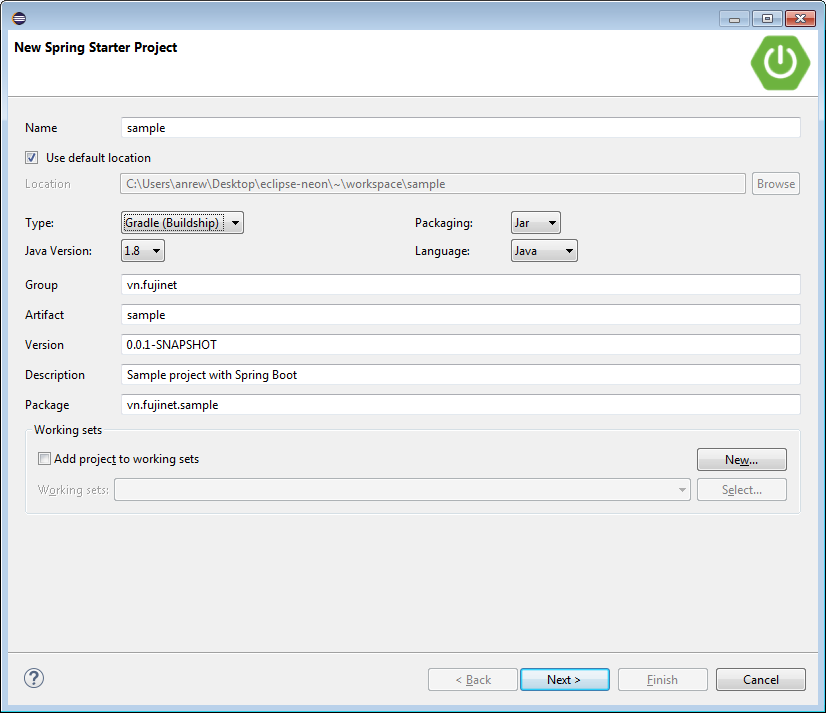 New Spring Starter Project
Name sample
Use default location
Location C:\Users\anrew\Desktop\eclipse-neon\~\workspace\sample Browse
Type: Gradle (Buildship) Packaging: Jar
Java Version: 1.8 Language: Java
Group vn.fujinet
Artifact sample
Version 0.0.1-SNAPSHOT
Description Sample project with Spring Boot
Package vn.fujinet.sample
Working sets
Add project to working sets New...
Working sets: Select...
? < Back Next > Finish Cancel